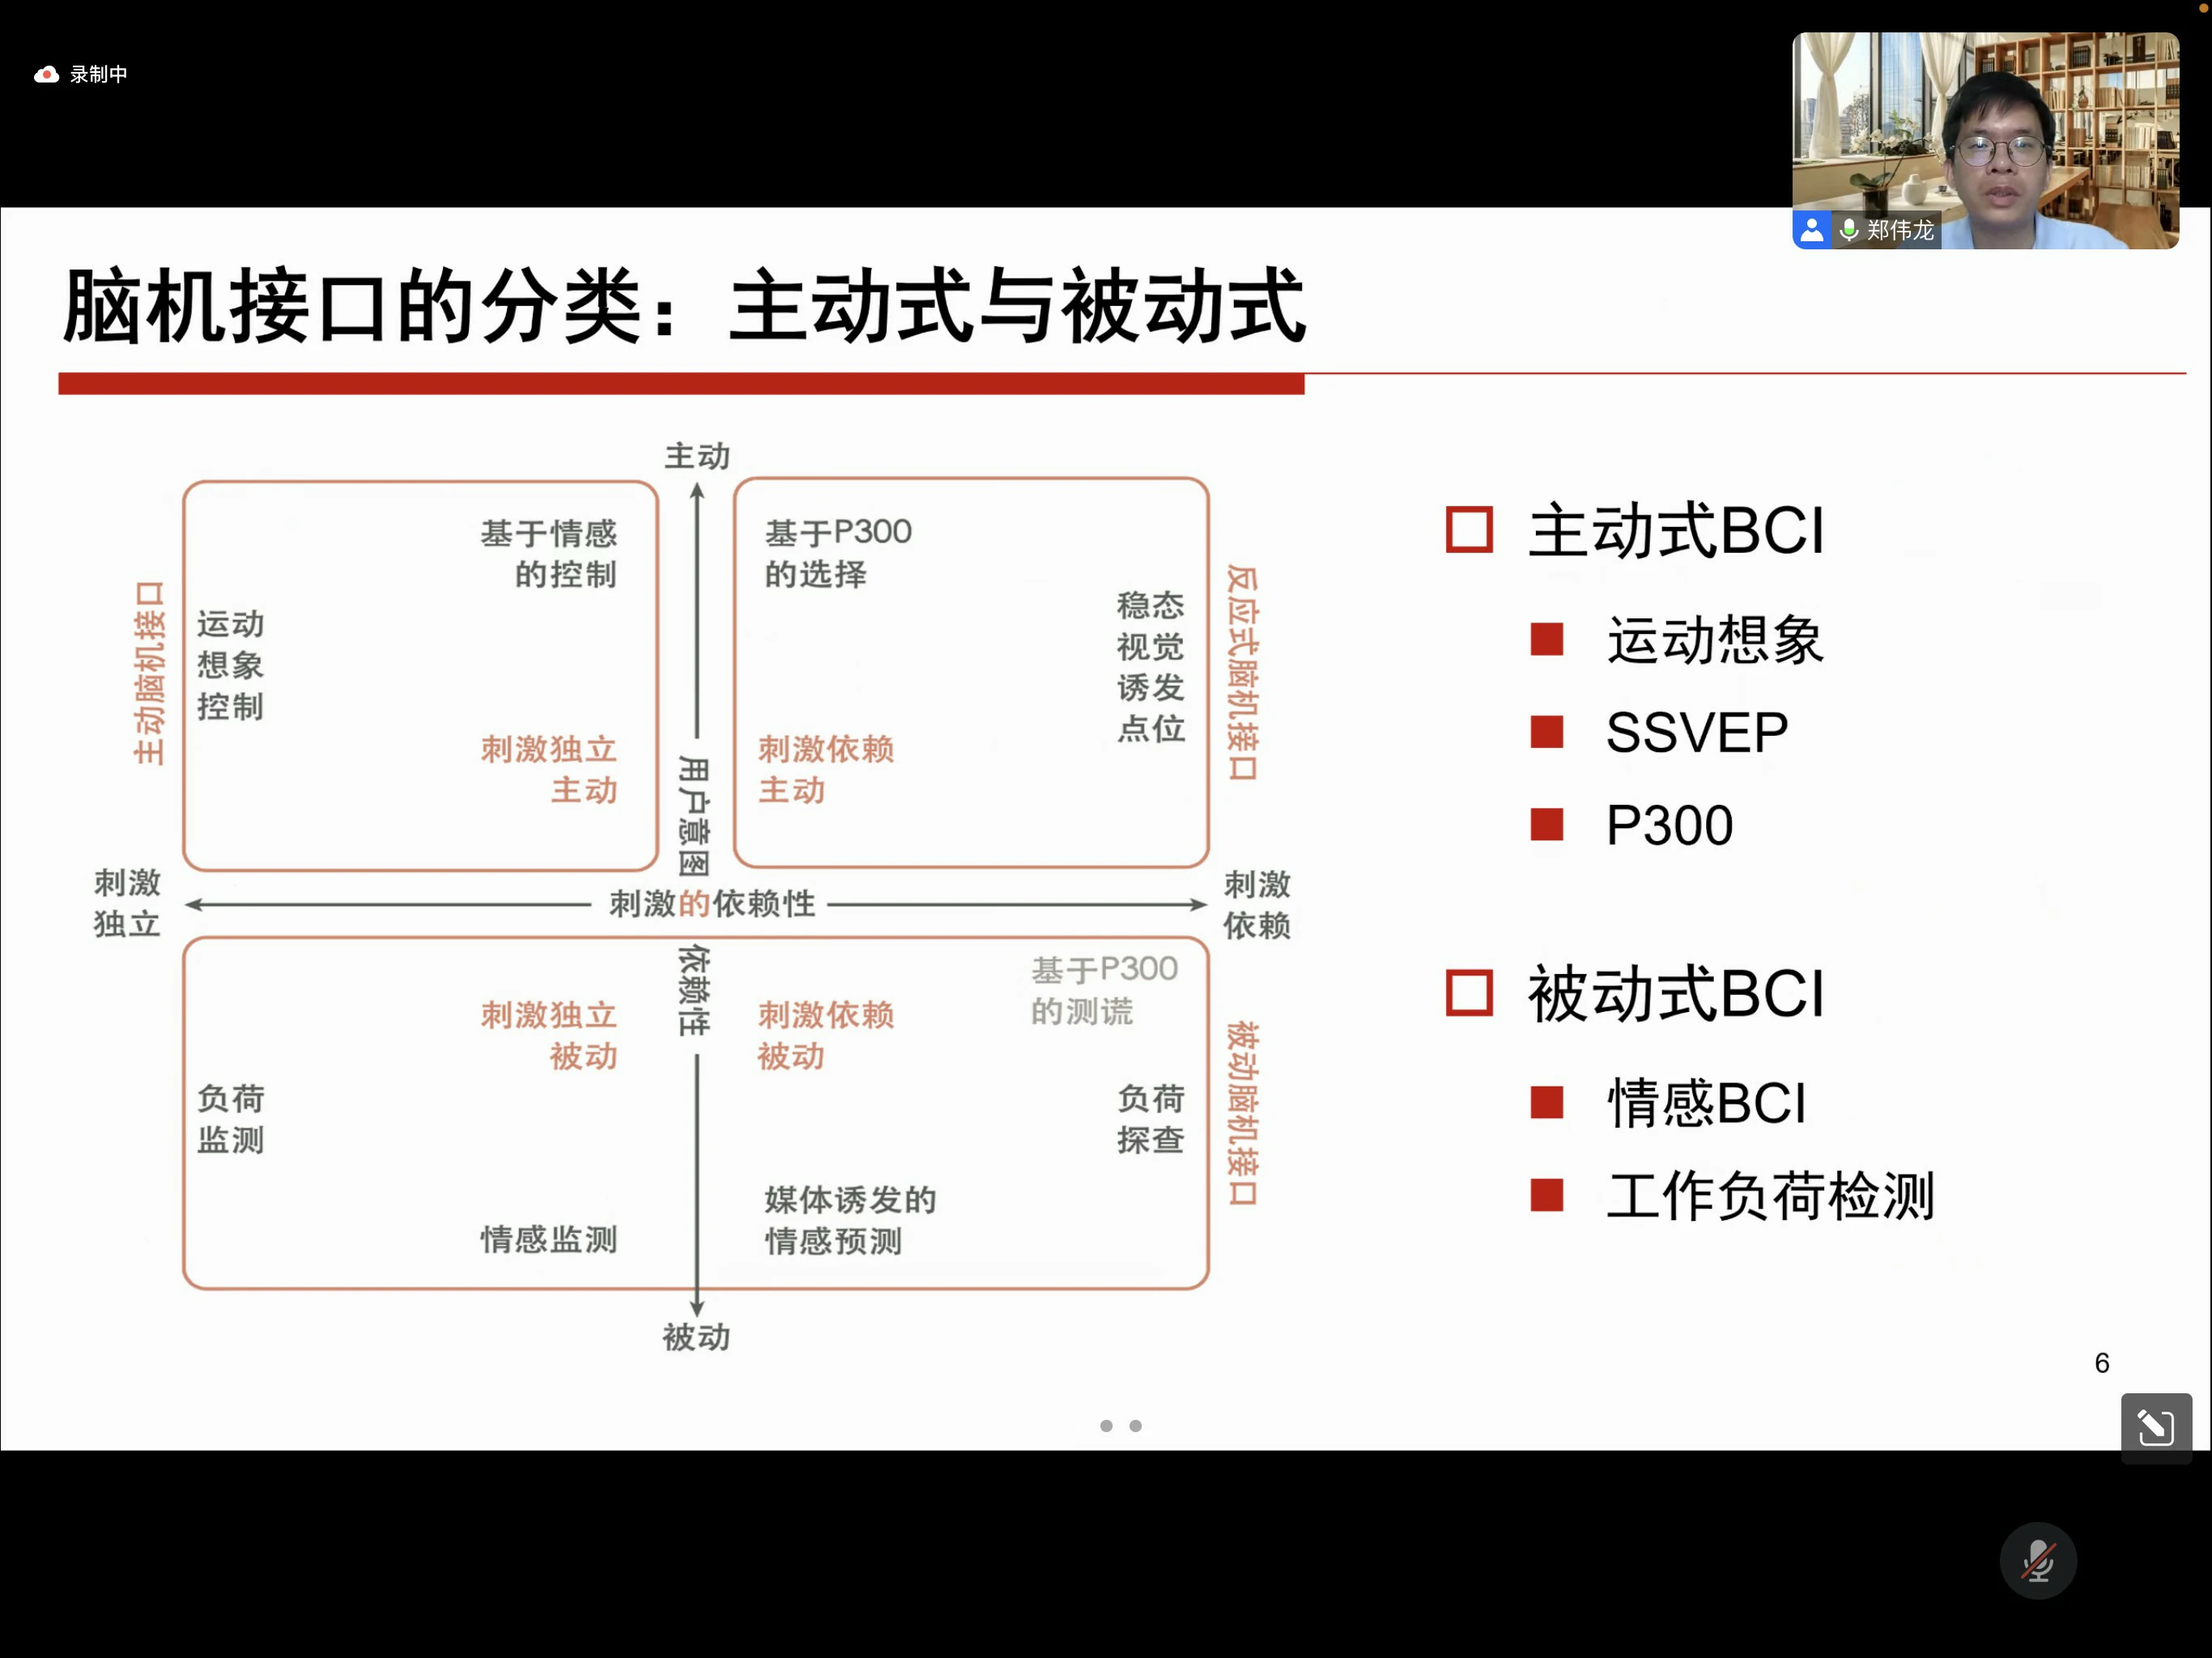 录制中
郑伟龙
脑机接口的分类：主动式与被动式
主动
基于情感
的控制
运动
想象
控制
刺激独立
主动
主动脑机接口
基于P300
的选择
稳态
视觉
诱发
点位
刺激依赖
主动
反应式脑机接口
用户意图
刺激
独立
刺激的依赖性
刺激
依赖
依赖性
刺激独立
被动
负荷
监测
情感监测
刺激依赖
被动
基于P300
的测谎
负荷
探查
媒体诱发的
情感预测
被动脑机接口
被动
主动式BCI
运动想象
SSVEP
P300
被动式BCI
情感BCI
工作负荷检测
6